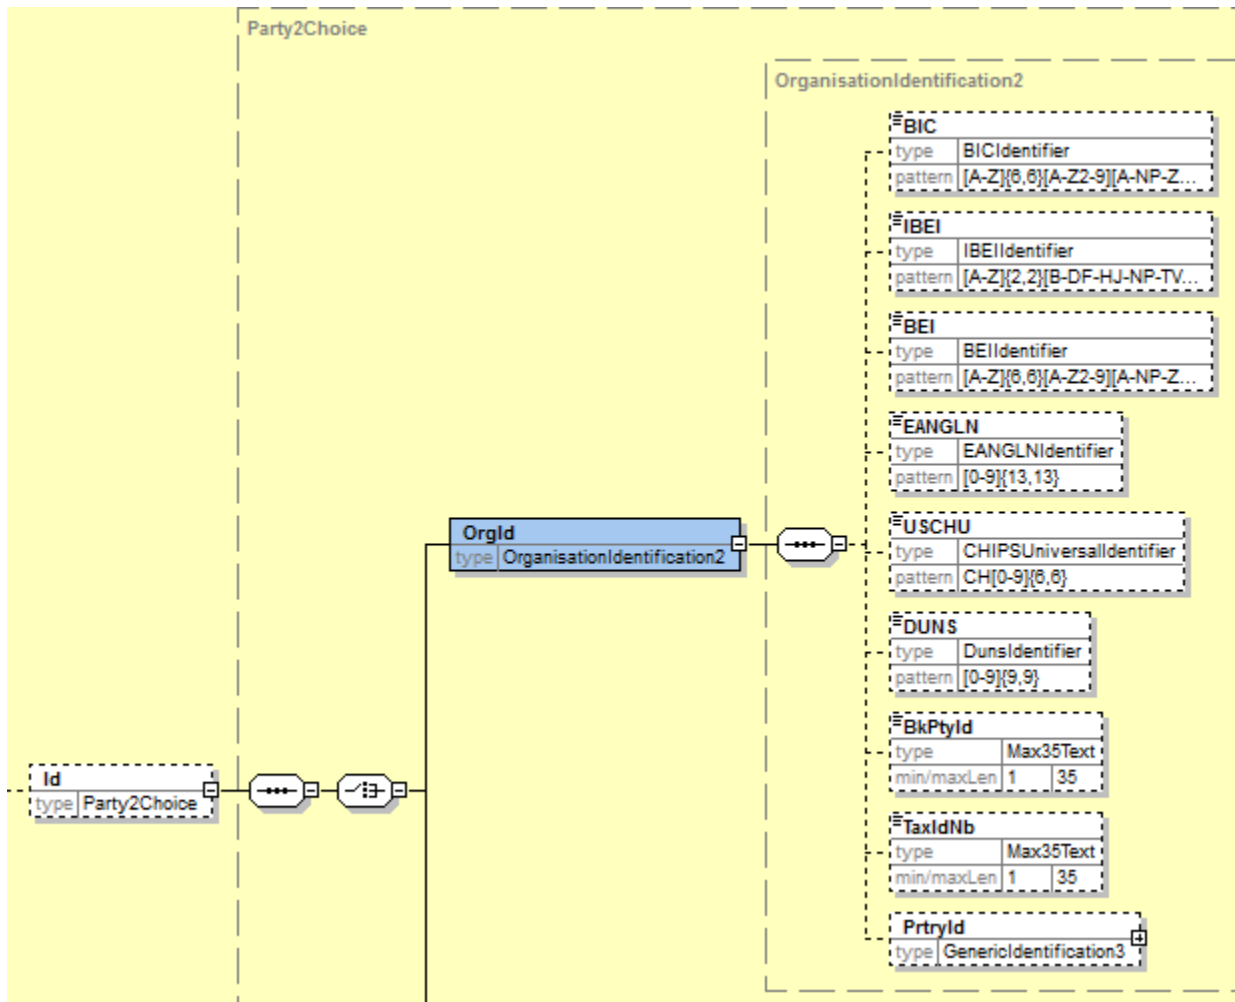 Party2Choice
OrganisationIdentification2
BIC
type BICIdentifier
pattern [A-Z]{6,6}[A-Z2-9][A-NP-Z...
IBEI
type IBEIIdentifier
pattern [A-Z]{2,2}[B-DF-HJ-NP-TV...
BEI
type BEIIdentifier
pattern [A-Z]{6,6}[A-Z2-9][A-NP-Z...
EANGLN
type EANGLNIdentifier
pattern [0-9]{13,13}
OrgId
type OrganisationIdentification2
USCHU
type CHIPSUniversalIdentifier
pattern CH[0-9]{6,6}
DUNS
type DunsIdentifier
pattern [0-9]{9,9}
BkPtyId
type Max35Text
min/maxLen 1 35
Id
type Party2Choice
TaxIdNb
type Max35Text
min/maxLen 1 35
PrtryId
type GenericIdentification3